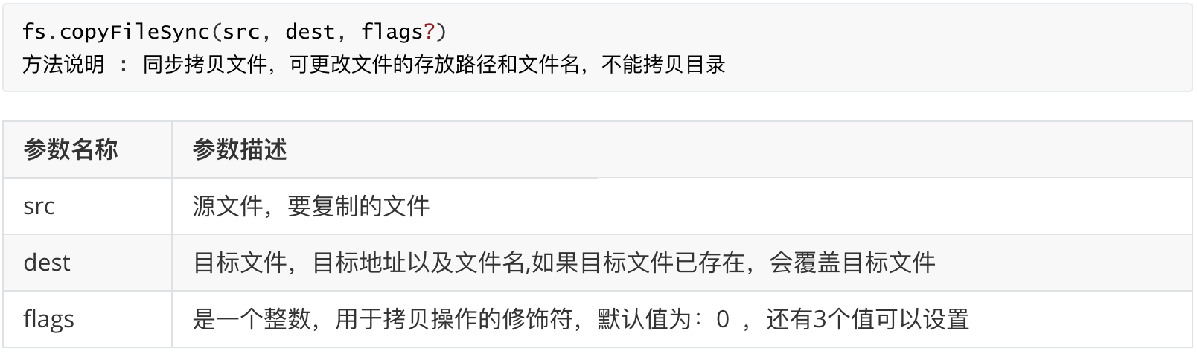 fs.copyFileSync(src, dest, flags?)
方法说明 : 同步拷贝文件，可更改文件的存放路径和文件名，不能拷贝目录
参数名称 参数描述
src 源文件，要复制的文件
dest 目标文件，目标地址以及文件名,如果目标文件已存在，会覆盖目标文件
flags 是一个整数，用于拷贝操作的修饰符，默认值为：0 ，还有3个值可以设置